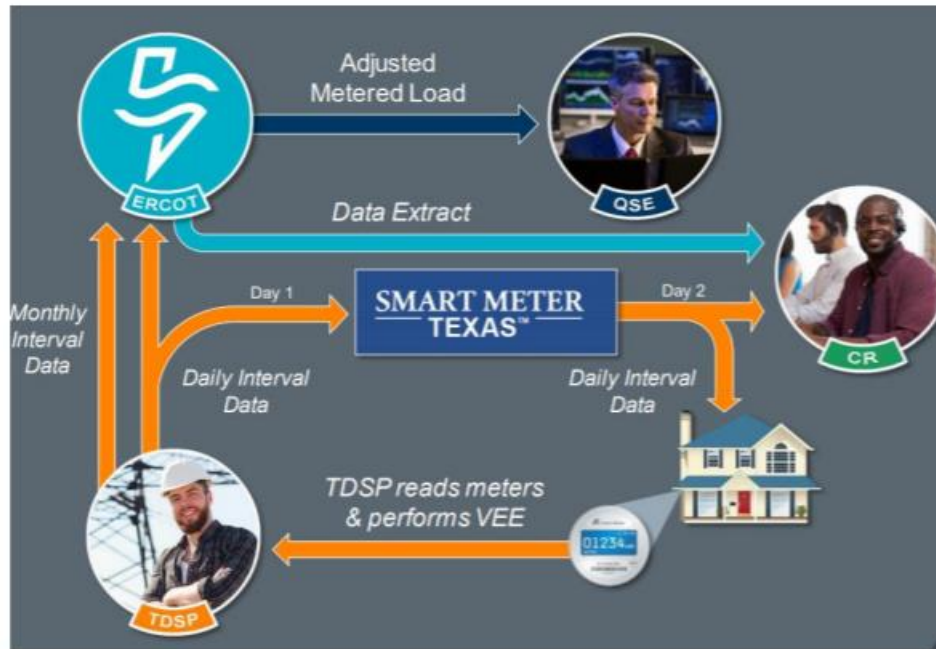 Adjusted
Metered Load
ERCOT
QSE
Data Extract
CR
Monthly
Interval
Data
Day 1
SMART METER
TEXAS™
Day 2
Daily Interval
Data
Daily Interval
Data
TDSP reads meters
& performs VEE
01234
TDSP